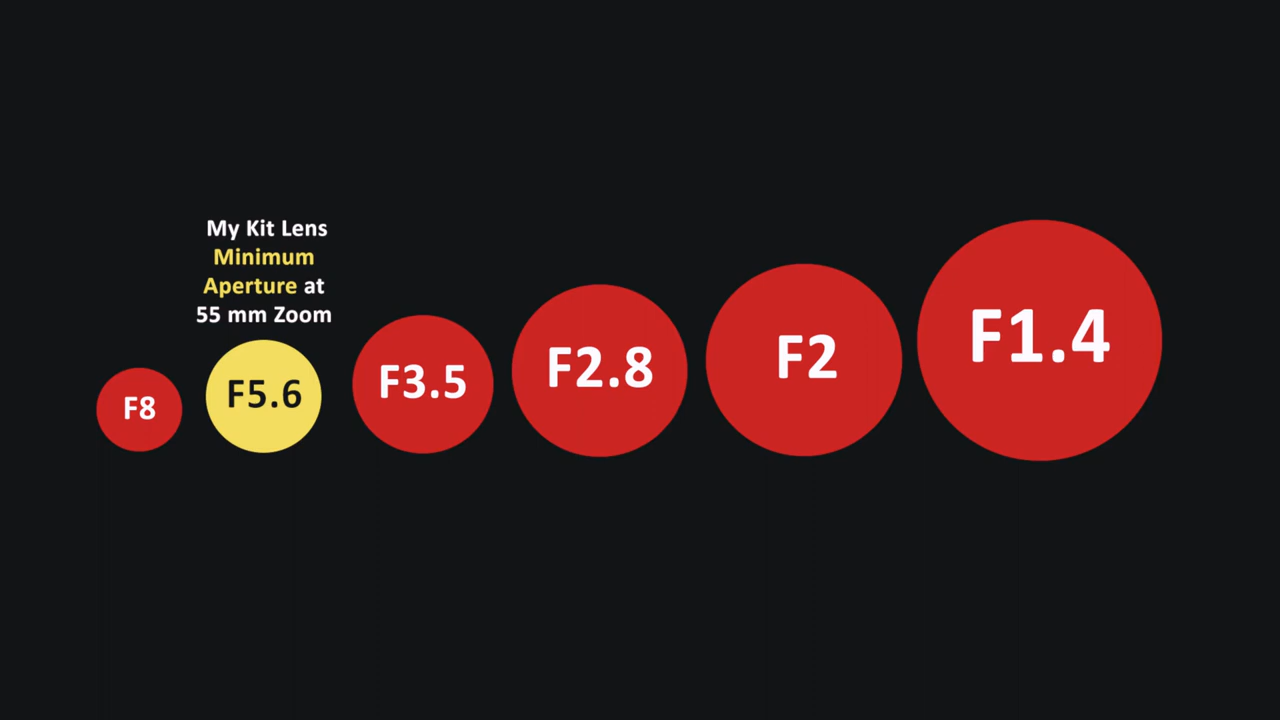 My Kit Lens
Minimum
Aperture at
55 mm Zoom
F8
F5.6
F3.5
F2.8
F2
F1.4